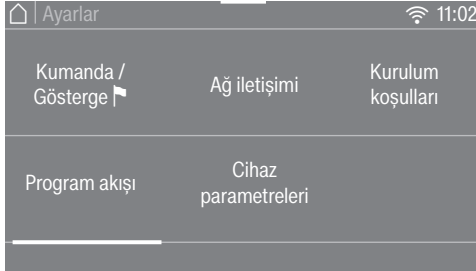 Ayarlar 11:02
Kumanda /
Gösterge
Ağ iletişimi
Kurulum
koşulları
Program akışı
Cihaz
parametreleri